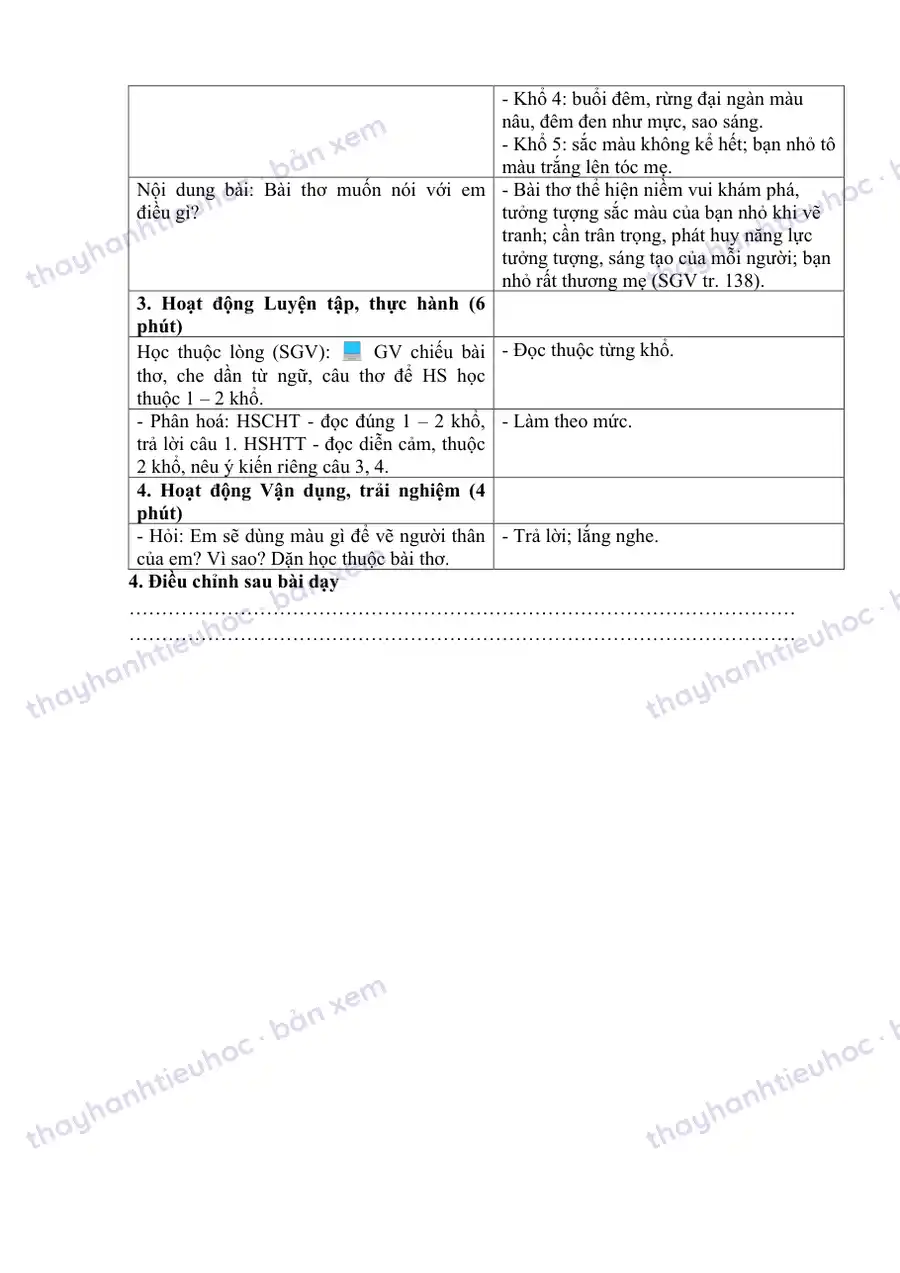 - Khổ 4: buổi đêm, rừng đại ngàn màu
nâu, đêm đen như mực, sao sáng.
- Khổ 5: sắc màu không kể hết; bạn nhỏ tô
màu trắng lên tóc mẹ.
Nội dung bài: Bài thơ muốn nói với em
điều gì?
- Bài thơ thể hiện niềm vui khám phá,
tưởng tượng sắc màu của bạn nhỏ khi vẽ
tranh; cần trân trọng, phát huy năng lực
tưởng tượng, sáng tạo của mỗi người; bạn
nhỏ rất thương mẹ (SGV tr. 138).
3. Hoạt động Luyện tập, thực hành (6
phút)
Học thuộc lòng (SGV): GV chiếu bài
thơ, che dần từ ngữ, câu thơ để HS học
thuộc 1 – 2 khổ.
- Đọc thuộc từng khổ.
- Phân hoá: HSCHT - đọc đúng 1 – 2 khổ,
trả lời câu 1. HSHTT - đọc diễn cảm, thuộc
2 khổ, nêu ý kiến riêng câu 3, 4.
- Làm theo mức.
4. Hoạt động Vận dụng, trải nghiệm (4
phút)
- Hỏi: Em sẽ dùng màu gì để vẽ người thân
của em? Vì sao? Dặn học thuộc bài thơ.
- Trả lời; lắng nghe.
4. Điều chỉnh sau bài dạy
……………………………………………………………………………………
……………………………………………………………………………………
thayhanhtieuhoc · bản xem
thayhanhtieuhoc · b
thayhanhtieuhoc · bản xem
thayhanhtieuhoc · b
thayhanhtieuhoc · bản xem
thayhanhtieuhoc · b